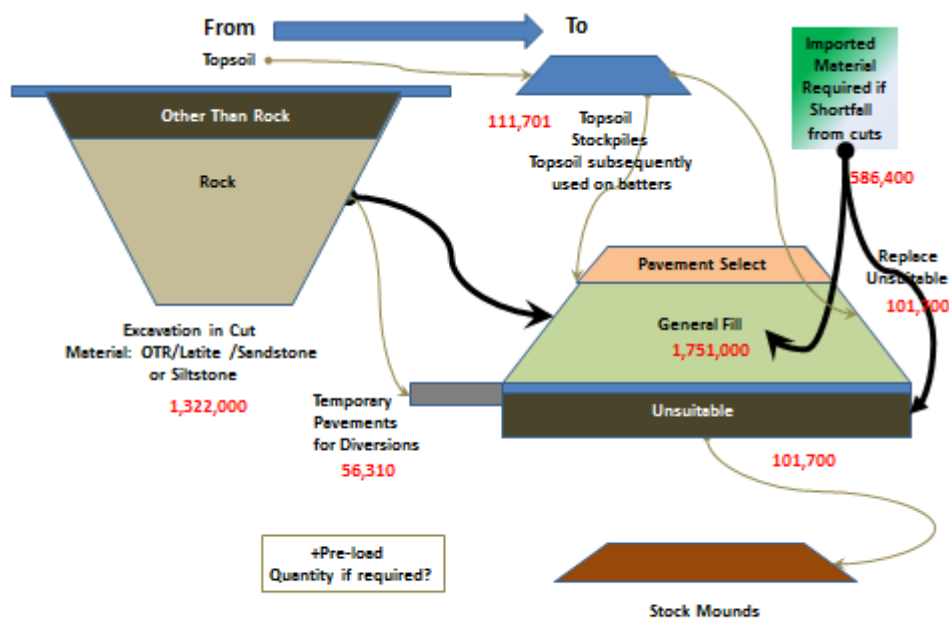 From
To
Topsoil
Imported
Material
Required if
Shortfall
from cuts
Other Than Rock
111,701
Topsoil
Stockpiles
Topsoil subsequently
used on batters
Rock
586,400
Pavement Select
Replace
Unsuitable
101,700
General Fill
1,751,000
Excavation in Cut
Material: OTR/Latite /Sandstone
or Siltstone
1,322,000
Temporary
Pavements
for Diversions
56,310
Unsuitable
101,700
+Pre-load
Quantity if required?
Stock Mounds